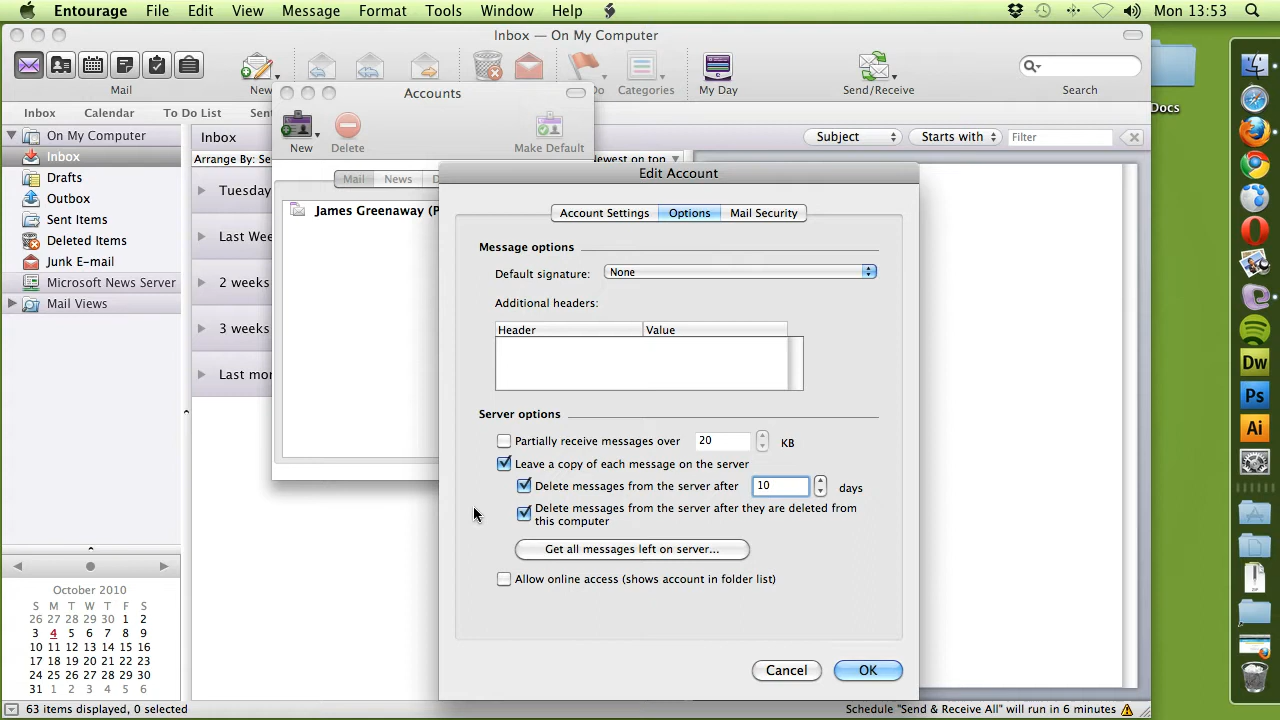 Entourage File Edit View Message Format Tools Window Help Mon 13:53
Inbox — On My Computer
Mail New Categories My Day Send/Receive Search
Docs
Inbox Calendar To Do List Sent
Accounts
New Delete Make Default
Mail News
James Greenaway (P
On My Computer
Inbox
Drafts
Outbox
Sent Items
Deleted Items
Junk E-mail
Microsoft News Server
Mail Views
Inbox Subject Starts with Filter
Arrange By: Se Newest on top
Tuesday
Last Wee
2 weeks
3 weeks
Last mon
Edit Account
Account Settings Options Mail Security
Message options
Default signature: None
Additional headers:
Header Value
Server options
Partially receive messages over 20 KB
Leave a copy of each message on the server
Delete messages from the server after 10 days
Delete messages from the server after they are deleted from
this computer
Get all messages left on server...
Allow online access (shows account in folder list)
Cancel OK
October 2010
S M T W T F S
26 27 28 29 30 1 2
3 4 5 6 7 8 9
10 11 12 13 14 15 16
17 18 19 20 21 22 23
24 25 26 27 28 29 30
31 1 2 3 4 5 6
63 items displayed, 0 selected
Schedule "Send & Receive All" will run in 6 minutes
Dw
Ps
Ai